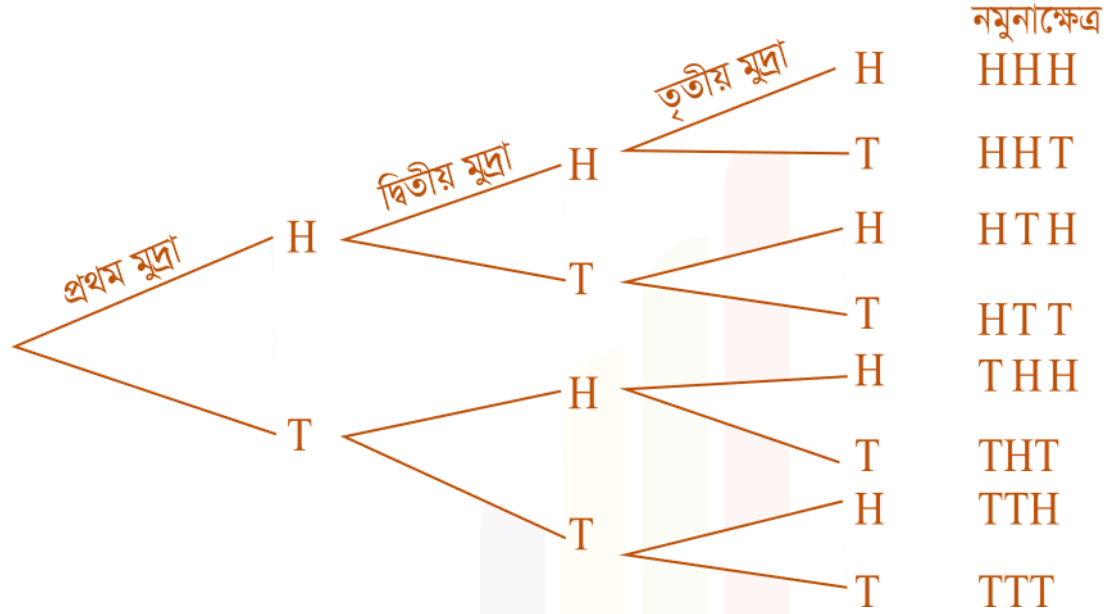 নমুনাক্ষেত্র
তৃতীয় মুদ্রা
H HHH
T HHT
দ্বিতীয় মুদ্রা
H
H HTH
প্রথম মুদ্রা
H
T
T HTT
H THH
H
T
T THT
H TTH
T
T TTT